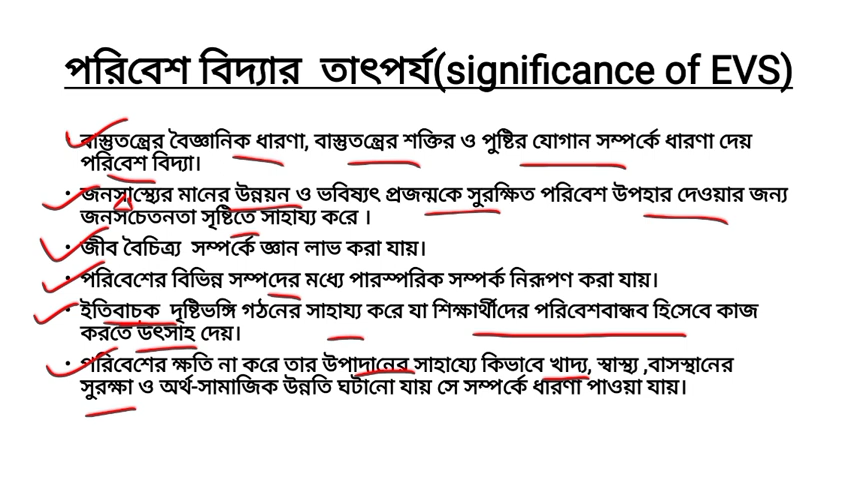 পরিবেশ বিদ্যার তাৎপর্য(significance of EVS)
বাস্তুতন্ত্রের বৈজ্ঞানিক ধারণা, বাস্তুতন্ত্রের শক্তির ও পুষ্টির যোগান সম্পর্কে ধারণা দেয়
পরিবেশ বিদ্যা।
• জনসাস্থ্যের মানের উন্নয়ন ও ভবিষ্যৎ প্রজন্মকে সুরক্ষিত পরিবেশ উপহার দেওয়ার জন্য
জনসচেতনতা সৃষ্টিতে সাহায্য করে ।
• জীব বৈচিত্র্য সম্পর্কে জ্ঞান লাভ করা যায়।
• পরিবেশের বিভিন্ন সম্পদের মধ্যে পারস্পরিক সম্পর্ক নিরূপণ করা যায়।
• ইতিবাচক দৃষ্টিভঙ্গি গঠনের সাহায্য করে যা শিক্ষার্থীদের পরিবেশবান্ধব হিসেবে কাজ
করতে উৎসাহ দেয়।
• পরিবেশের ক্ষতি না করে তার উপাদানের সাহায্যে কিভাবে খাদ্য, স্বাস্থ্য ,বাসস্থানের
সুরক্ষা ও অর্থ-সামাজিক উন্নতি ঘটানো যায় সে সম্পর্কে ধারণা পাওয়া যায়।